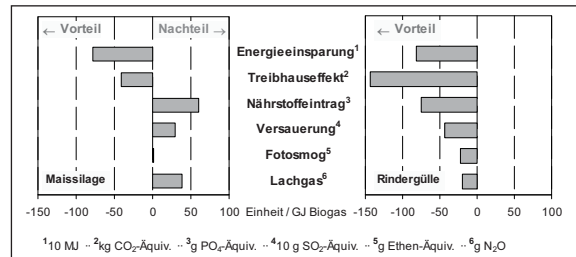 ← Vorteil Nachteil →
← Vorteil
Energieeinsparung¹
Treibhauseffekt²
Nährstoffeintrag³
Versauerung⁴
Fotosmog⁵
Maissilage
Lachgas⁶
Rindergülle
-150 -100 -50 0 50 100
Einheit / GJ Biogas
-150 -100 -50 0 50 100
¹10 MJ ·· ²kg CO₂-Äquiv. ·· ³g PO₄-Äquiv. ·· ⁴10 g SO₂-Äquiv. ·· ⁵g Ethen-Äquiv. ·· ⁶g N₂O